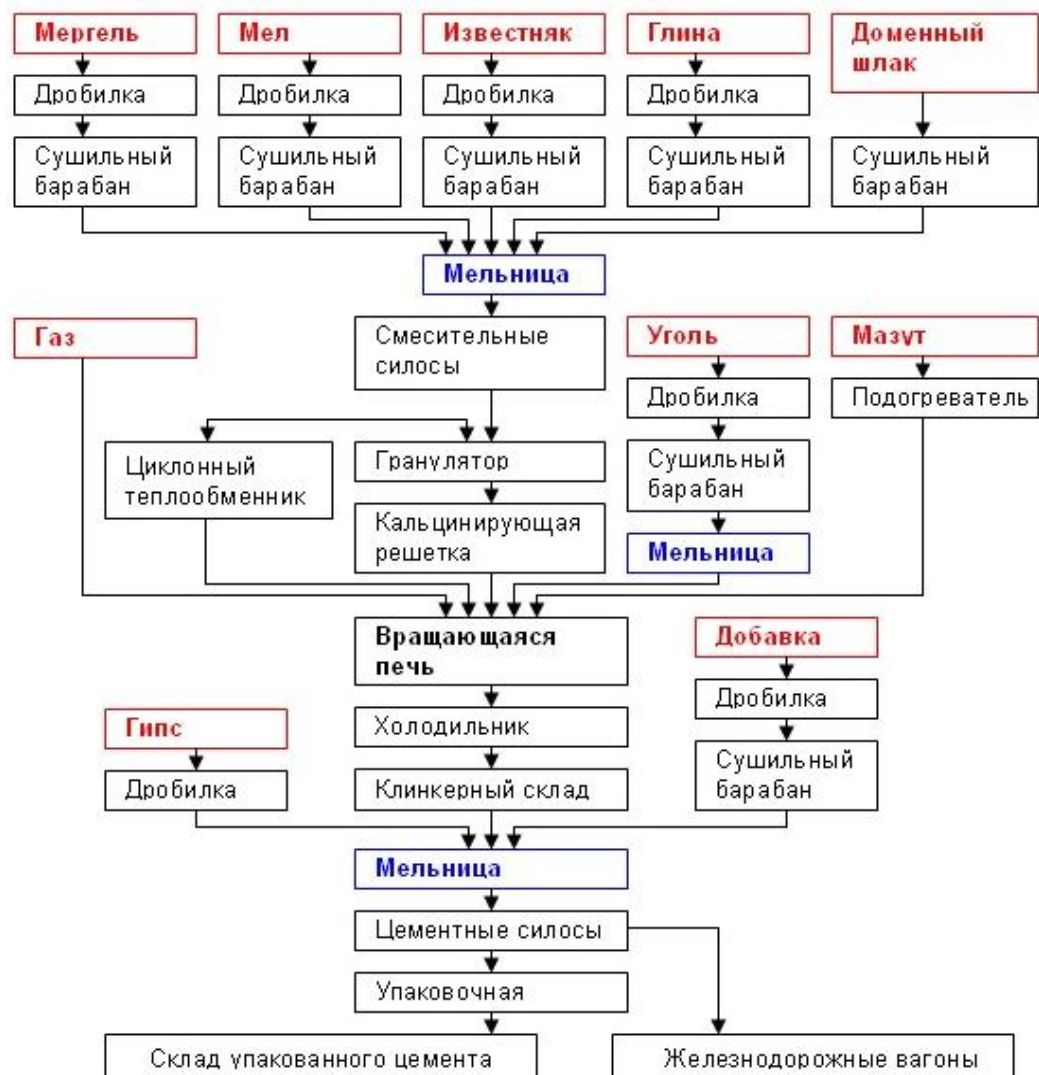 Мергель
Мел
Известняк
Глина
Доменный
шлак
Дробилка
Дробилка
Дробилка
Дробилка
Сушильный
барабан
Сушильный
барабан
Сушильный
барабан
Сушильный
барабан
Сушильный
барабан
Мельница
Газ
Смесительные
силосы
Уголь
Мазут
Дробилка
Подогреватель
Циклонный
теплообменник
Гранулятор
Сушильный
барабан
Кальцинирующая
решетка
Мельница
Вращающаяся
печь
Добавка
Дробилка
Гипс
Холодильник
Сушильный
барабан
Дробилка
Клинкерный склад
Мельница
Цементные силосы
Упаковочная
Склад упакованного цемента
Железнодорожные вагоны